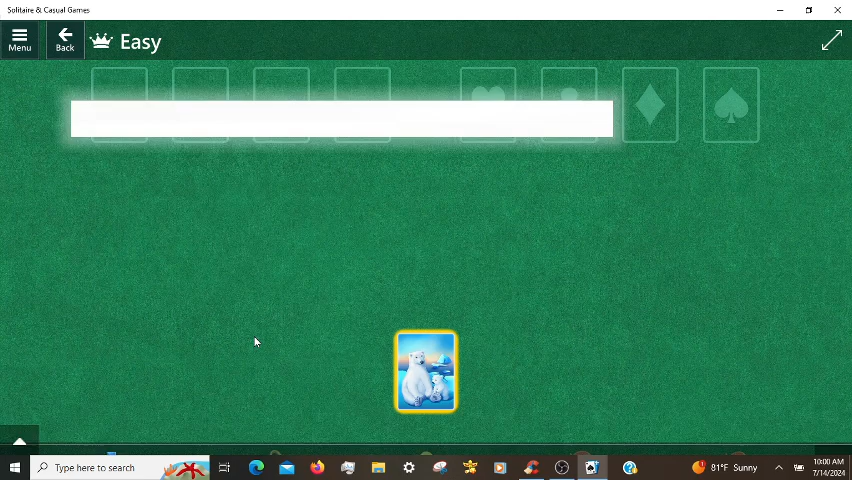 Solitaire & Casual Games
Menu
Back
Easy
Type here to search
81°F Sunny
10:00 AM
7/14/2024